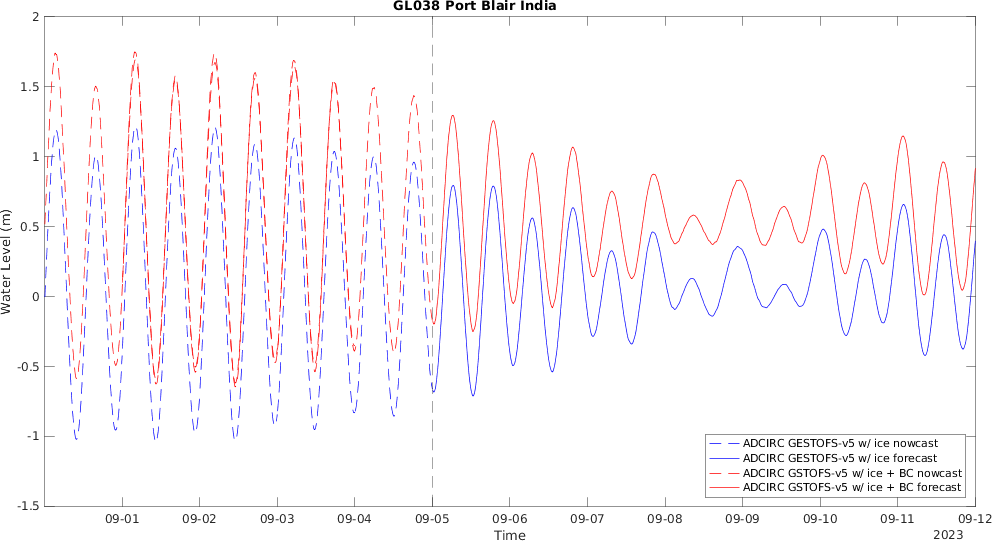 GL038 Port Blair India
2
1.5
1
0.5
0
-0.5
-1
-1.5
Water Level (m)
ADCIRC GESTOFS-v5 w/ ice nowcast
ADCIRC GESTOFS-v5 w/ ice forecast
ADCIRC GSTOFS-v5 w/ ice + BC nowcast
ADCIRC GSTOFS-v5 w/ ice + BC forecast
09-01 09-02 09-03 09-04 09-05 09-06 09-07 09-08 09-09 09-10 09-11 09-12
Time
2023